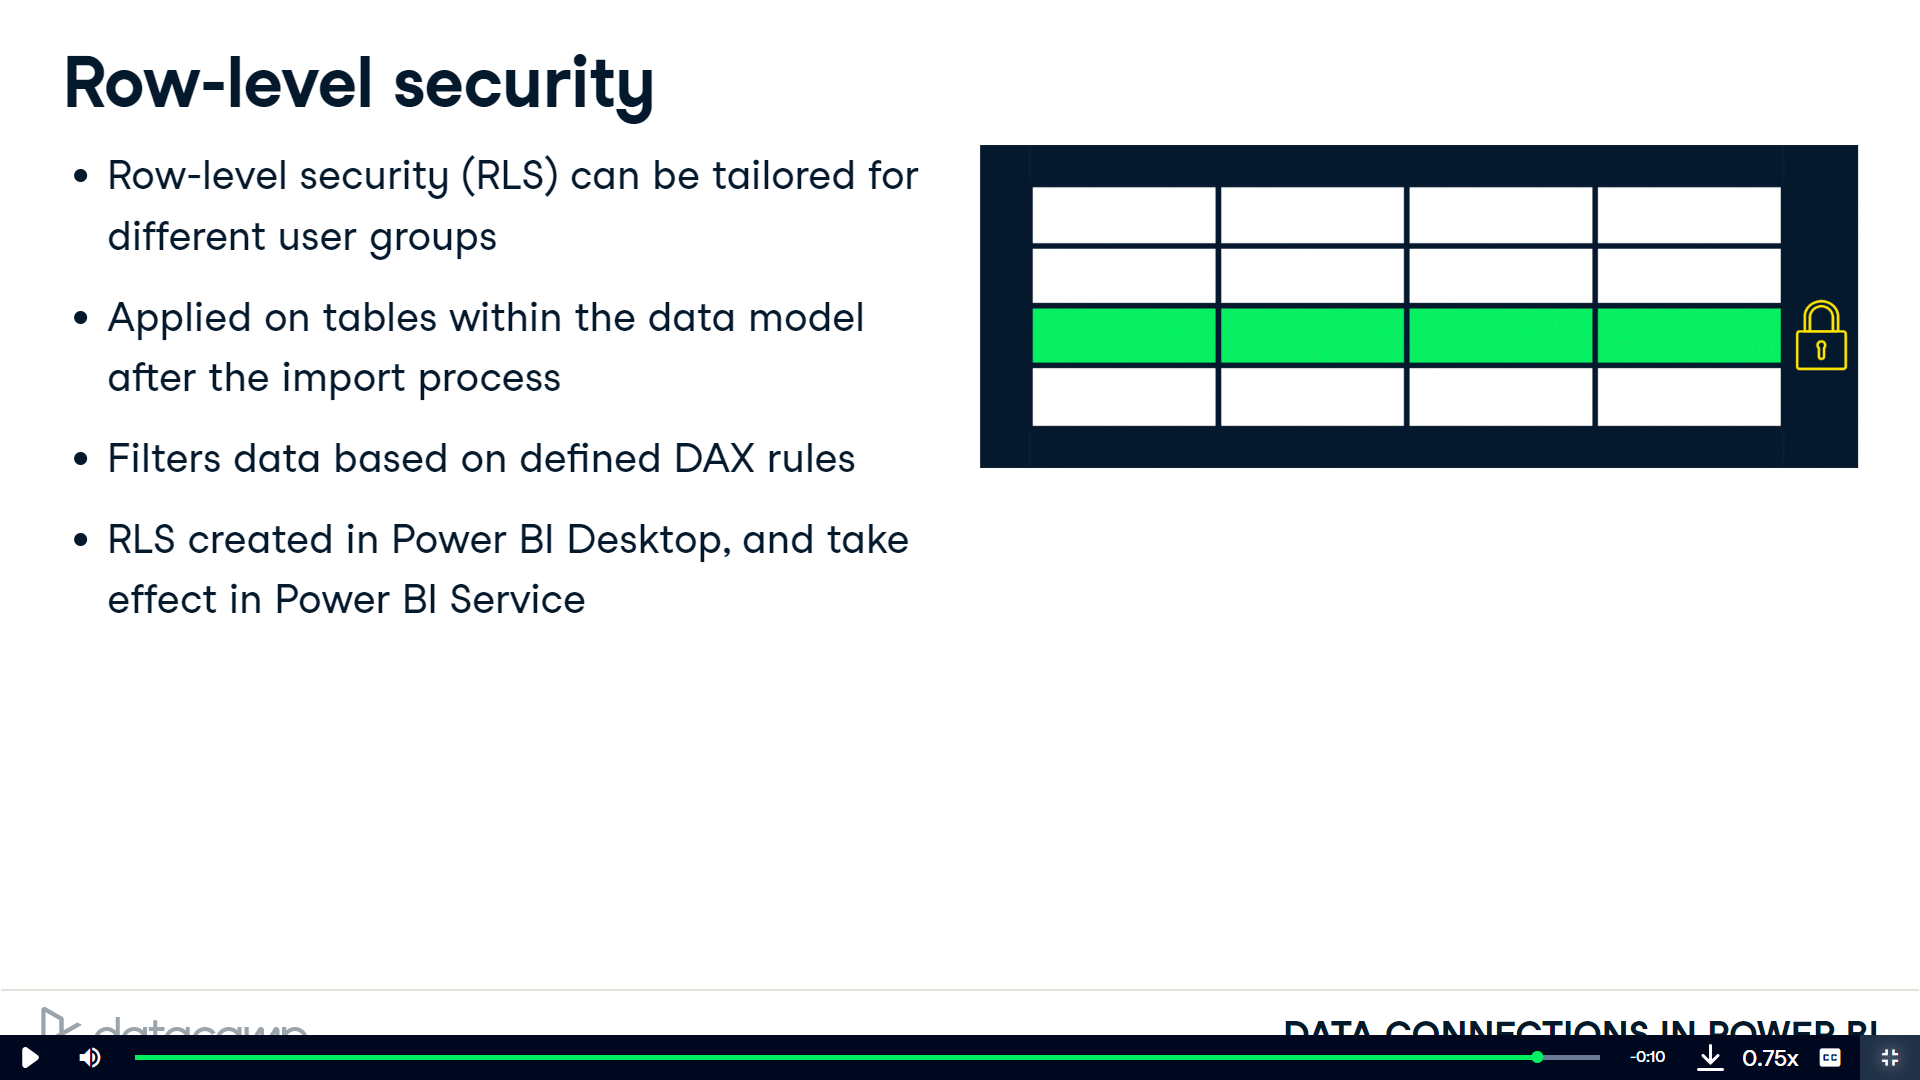 Row-level security
Row-level security (RLS) can be tailored for
different user groups
Applied on tables within the data model
after the import process
Filters data based on defined DAX rules
RLS created in Power BI Desktop, and take
effect in Power BI Service
datacamp
DATA CONNECTIONS IN POWER BI
-0:10
0.75x
CC